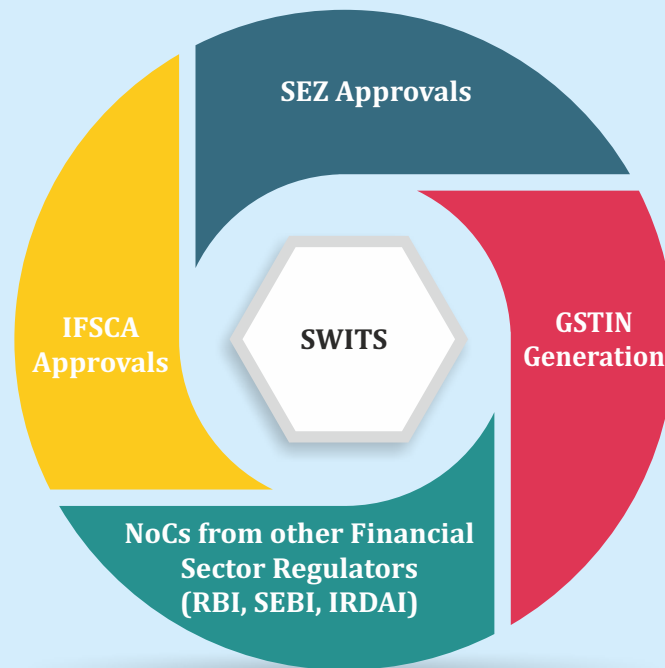 SEZ Approvals
GSTIN
Generation
IFSCA
Approvals
SWITS
NoCs from other Financial
Sector Regulators
(RBI, SEBI, IRDAI)